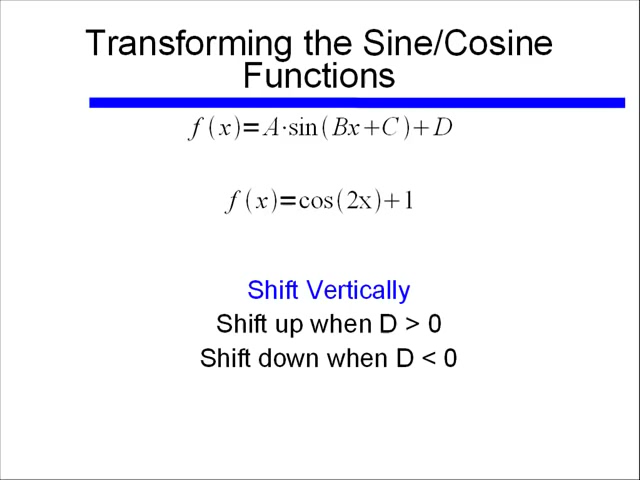 Transforming the Sine/Cosine
Functions
f(x)=A·sin(Bx+C)+D
f(x)=cos(2x)+1
Shift Vertically
Shift up when D > 0
Shift down when D < 0